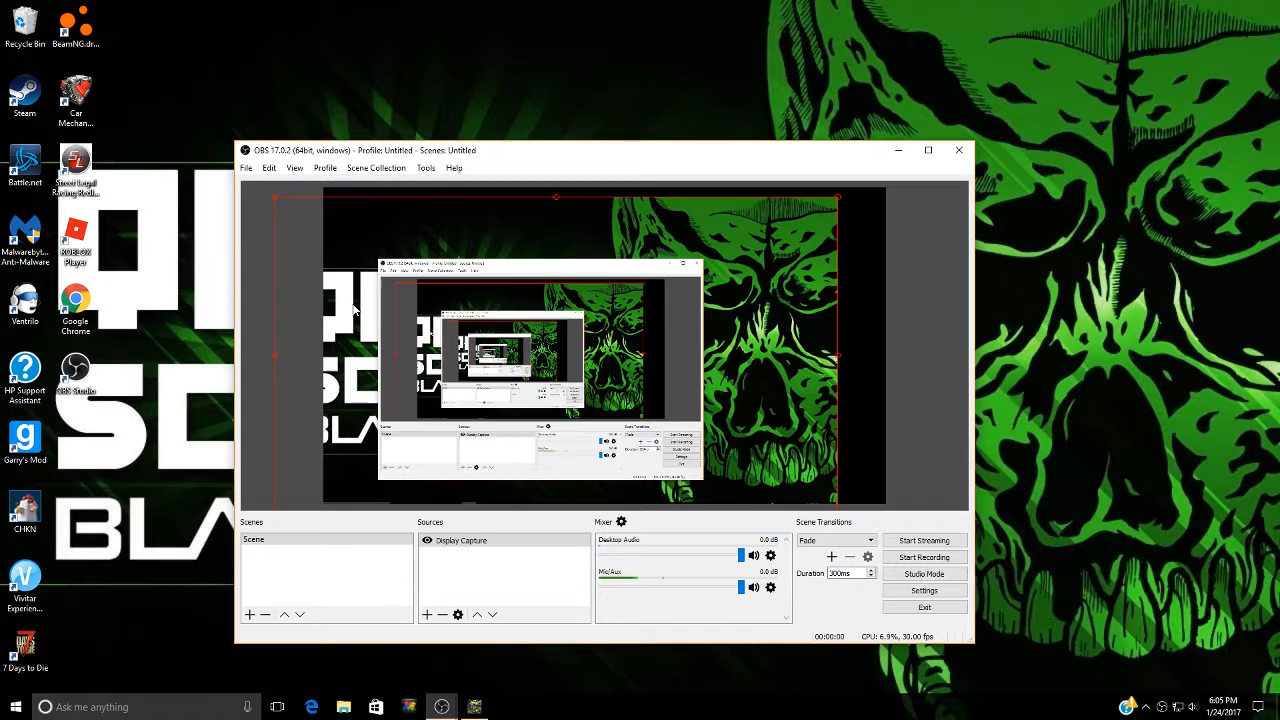 Recycle Bin
BeamNG.dr...
Steam
Car
Mechan...
Battle.net
Street Legal
Racing Redl...
Malwarebyt...
Anti-Malware
ROBLOX
Player
Ventrilo
Google
Chrome
HP Support
Assistant
OBS Studio
Garry's Mod
CHKN
Vivitar
Experien...
7 Days to Die
BLA
OBS 17.0.2 (64bit, windows) - Profile: Untitled - Scenes: Untitled
File Edit View Profile Scene Collection Tools Help
Scenes
Scene
Sources
Display Capture
Mixer
Desktop Audio 0.0 dB
Mic/Aux 0.0 dB
Scene Transitions
Fade
Duration 300ms
Start Streaming
Start Recording
Studio Mode
Settings
Exit
00:00:00 CPU: 6.9%, 30.00 fps
Ask me anything
6:05 PM
1/24/2017